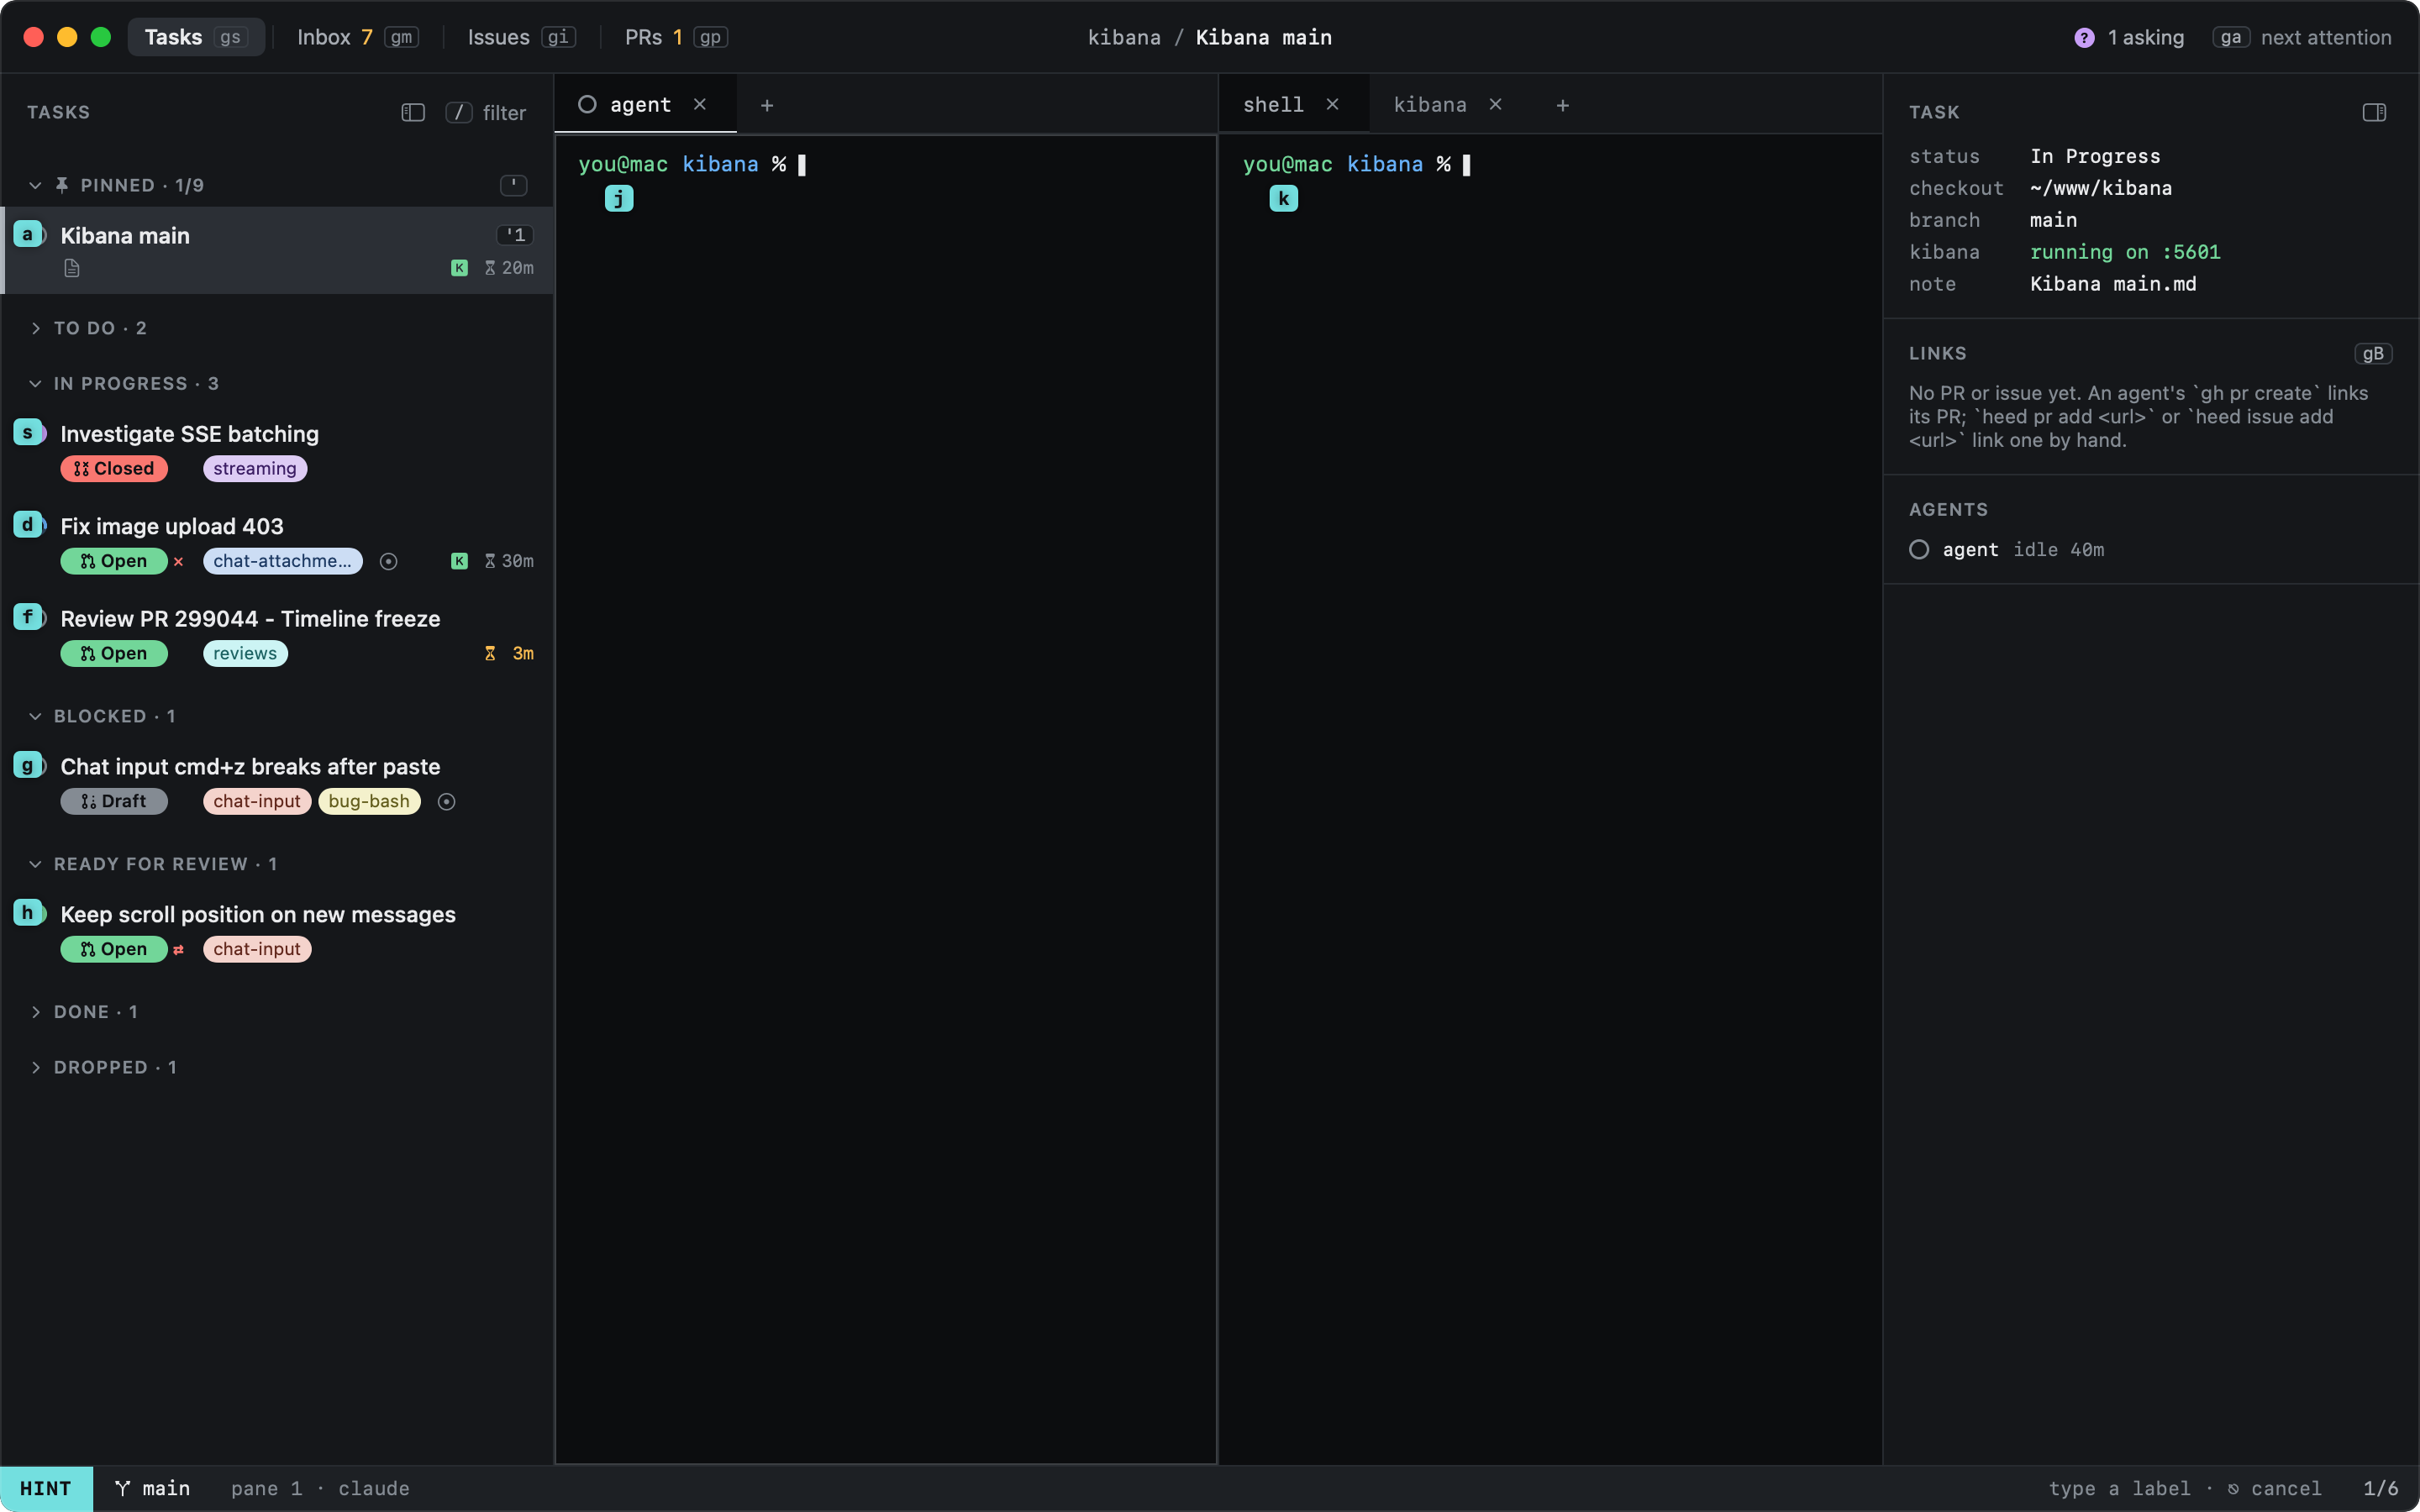 Tasks gs Inbox 7 gm Issues gi PRs 1 gp kibana / Kibana main ? 1 asking ga next attention
TASKS / filter
PINNED · 1/9 '
a Kibana main '1
K 20m
TO DO · 2
IN PROGRESS · 3
s Investigate SSE batching
Closed streaming
d Fix image upload 403
Open × chat-attachme... K 30m
f Review PR 299044 - Timeline freeze
Open reviews 3m
BLOCKED · 1
g Chat input cmd+z breaks after paste
Draft chat-input bug-bash
READY FOR REVIEW · 1
h Keep scroll position on new messages
Open chat-input
DONE · 1
DROPPED · 1
agent × +
you@mac kibana %
j
shell × kibana × +
you@mac kibana %
k
TASK
status In Progress
checkout ~/www/kibana
branch main
kibana running on :5601
note Kibana main.md
LINKS gB
No PR or issue yet. An agent's `gh pr create` links
its PR; `heed pr add <url>` or `heed issue add
<url>` link one by hand.
AGENTS
agent idle 40m
HINT main pane 1 · claude type a label · ⎋ cancel 1/6